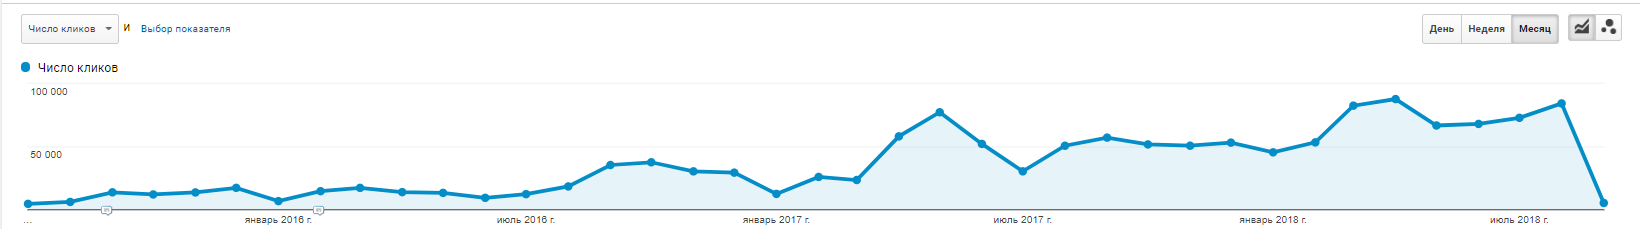 Число кликов и Выбор показателя День Неделя Месяц
Число кликов
100 000
50 000
... январь 2016 г. июль 2016 г. январь 2017 г. июль 2017 г. январь 2018 г. июль 2018 г.